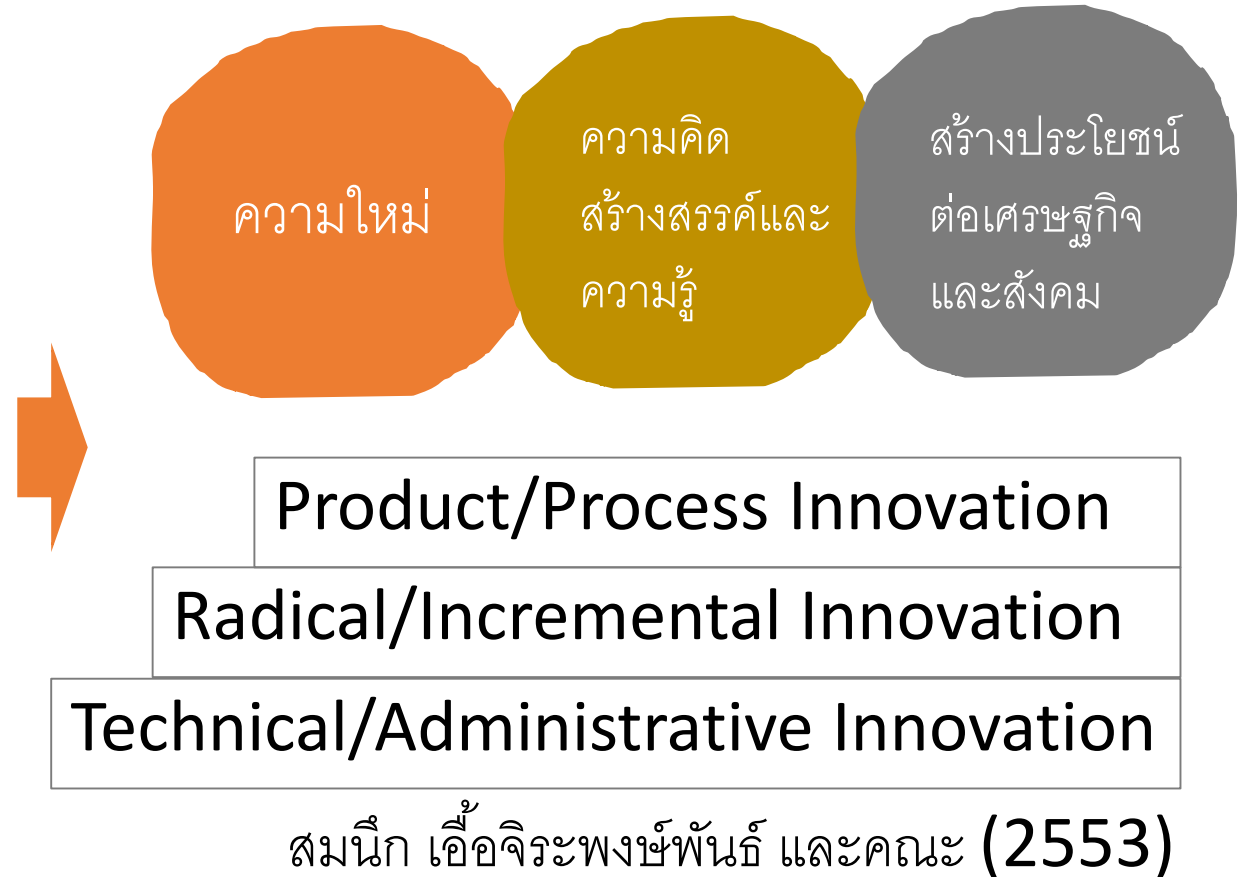 ความใหม่
ความคิด
สร้างสรรค์และ
ความรู้
สร้างประโยชน์
ต่อเศรษฐกิจ
และสังคม
Product/Process Innovation
Radical/Incremental Innovation
Technical/Administrative Innovation
สมนึก เอื้อจิระพงษ์พันธ์ และคณะ (2553)